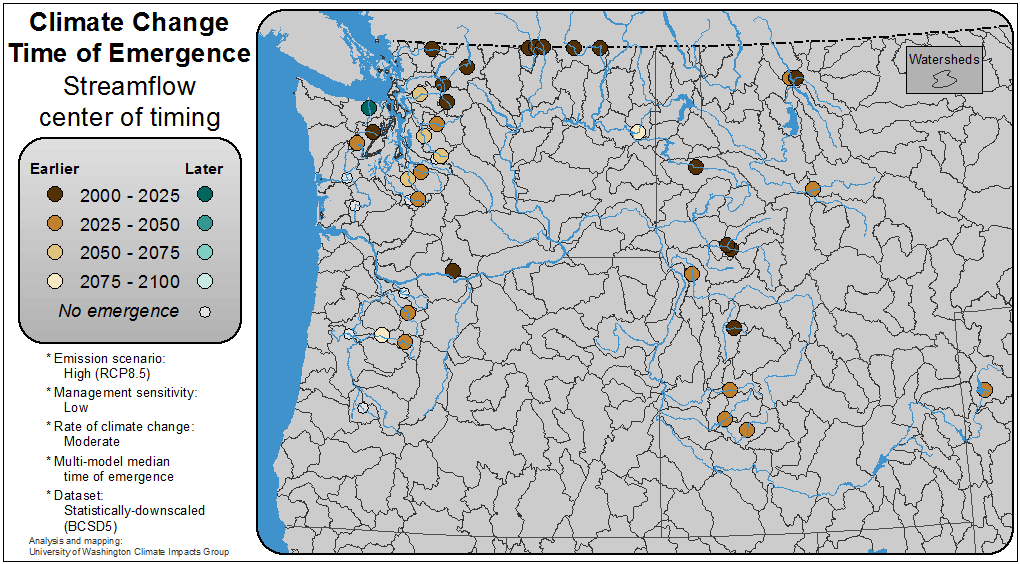 Climate Change
Time of Emergence
Streamflow
center of timing
Earlier Later
2000 - 2025
2025 - 2050
2050 - 2075
2075 - 2100
No emergence
* Emission scenario:
High (RCP8.5)
* Management sensitivity:
Low
* Rate of climate change:
Moderate
* Multi-model median
time of emergence
* Dataset:
Statistically-downscaled
(BCSD5)
Analysis and mapping:
University of Washington Climate Impacts Group
Watersheds